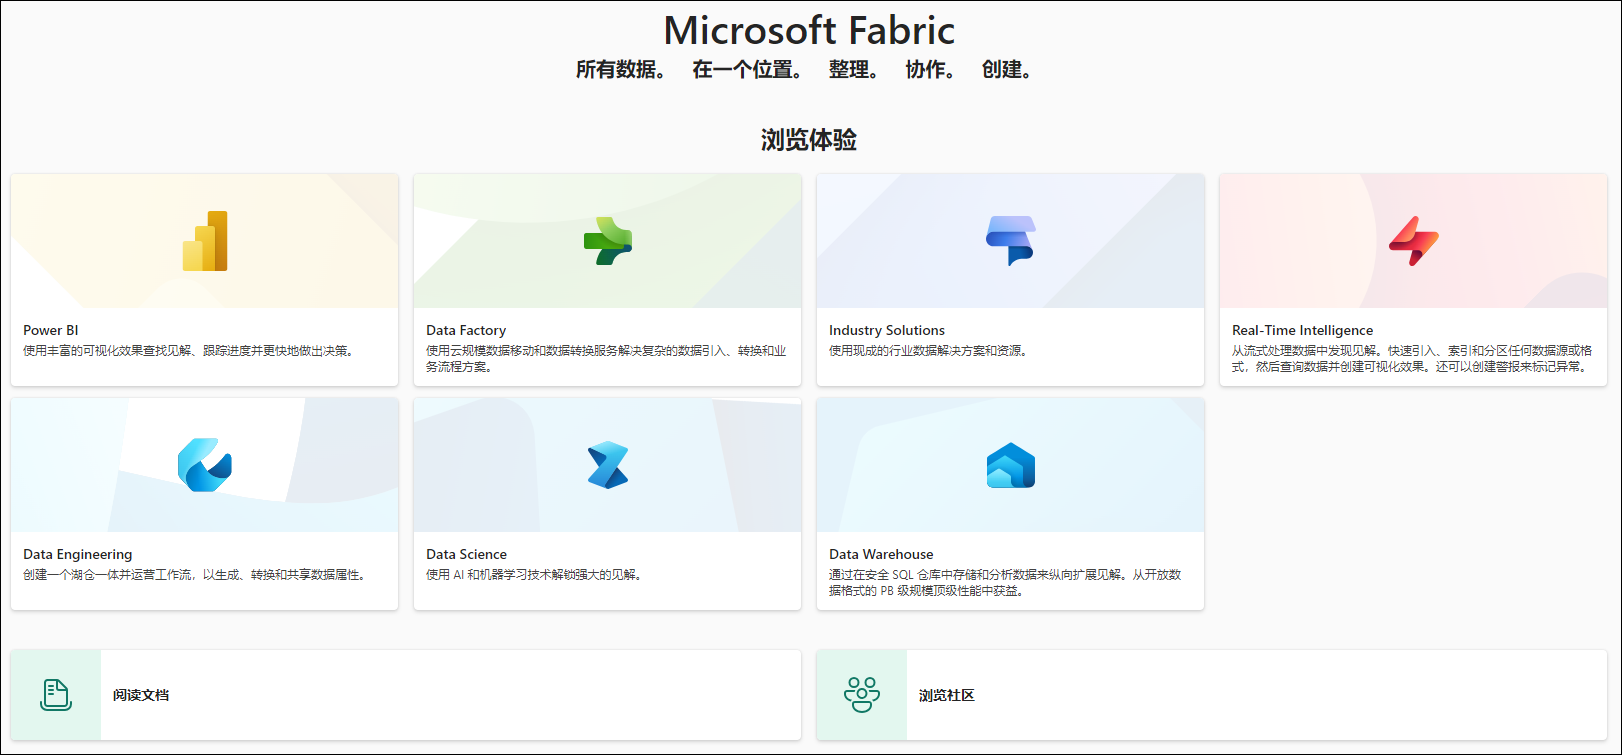 Microsoft Fabric
所有数据。 在一个位置。 整理。 协作。 创建。
浏览体验
Power BI
使用丰富的可视化效果查找见解、跟踪进度并更快地做出决策。
Data Factory
使用云规模数据移动和数据转换服务解决复杂的数据引入、转换和业
务流程方案。
Industry Solutions
使用现成的行业数据解决方案和资源。
Real-Time Intelligence
从流式处理数据中发现见解。快速引入、索引和分区任何数据源或格
式，然后查询数据并创建可视化效果。还可以创建警报来标记异常。
Data Engineering
创建一个湖仓一体并运营工作流，以生成、转换和共享数据属性。
Data Science
使用 AI 和机器学习技术解锁强大的见解。
Data Warehouse
通过在安全 SQL 仓库中存储和分析数据来纵向扩展见解。从开放数
据格式的 PB 级规模顶级性能中获益。
阅读文档
浏览社区